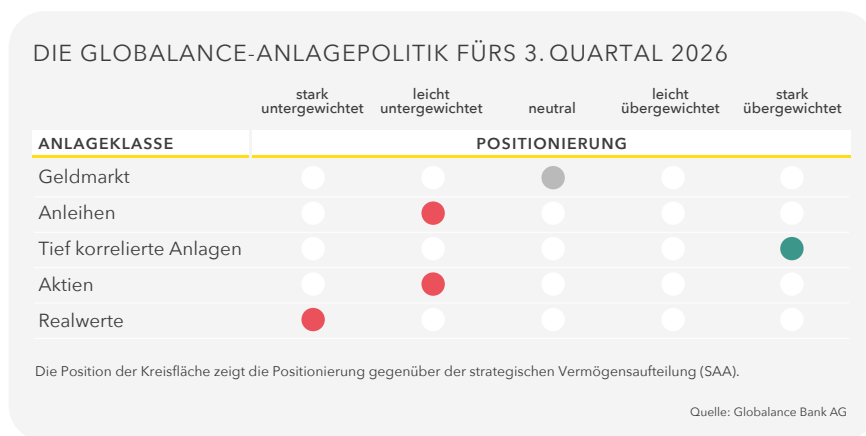 DIE GLOBALANCE-ANLAGEPOLITIK FÜRS 3. QUARTAL 2026
stark untergewichtet
leicht untergewichtet
neutral
leicht übergewichtet
stark übergewichtet
ANLAGEKLASSE POSITIONIERUNG
Geldmarkt
Anleihen
Tief korrelierte Anlagen
Aktien
Realwerte
Die Position der Kreisfläche zeigt die Positionierung gegenüber der strategischen Vermögensaufteilung (SAA).
Quelle: Globalance Bank AG